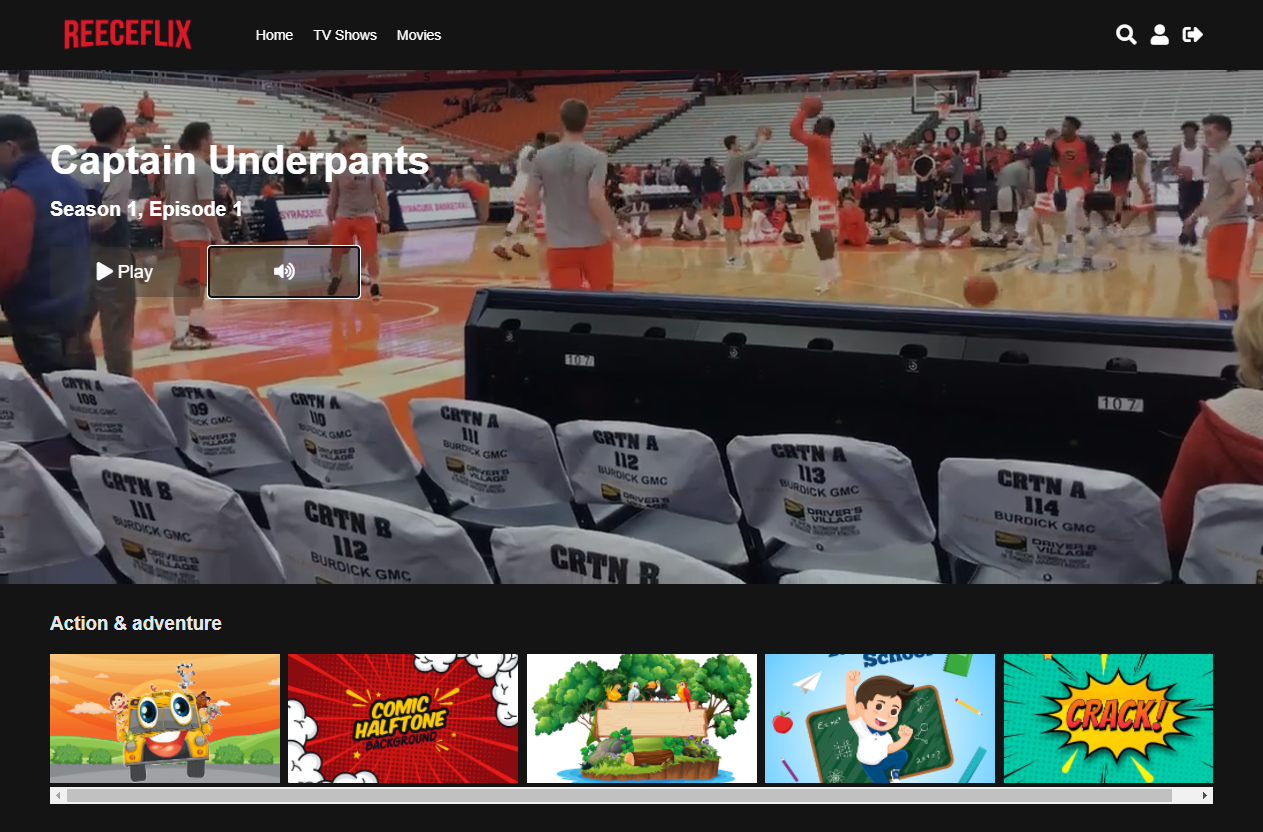 REECEFLIX
Home
TV Shows
Movies
Captain Underpants
Season 1, Episode 1
Play
SYRACUSE
SYRACUSE BASKETBALL
107
107
CRTN A
108
BURDICK GMC
CRTN A
109
BURDICK GMC
DRIVER'S
VILLAGE
CRTN A
110
BURDICK GMC
DRIVER'S
VILLAGE
CRTN A
111
BURDICK GMC
DRIVER'S
VILLAGE
CRTN A
112
BURDICK GMC
DRIVER'S
VILLAGE
CRTN A
113
BURDICK GMC
DRIVER'S
VILLAGE
CRTN A
114
BURDICK GMC
DRIVER'S
VILLAGE
CRTN B
111
BURDICK GMC
DRIVER'S
VILLAGE
CRTN B
112
BURDICK GMC
CRTN B
Action & adventure
COMIC
HALFTONE
BACKGROUND
School
E=mc²
CRACK!